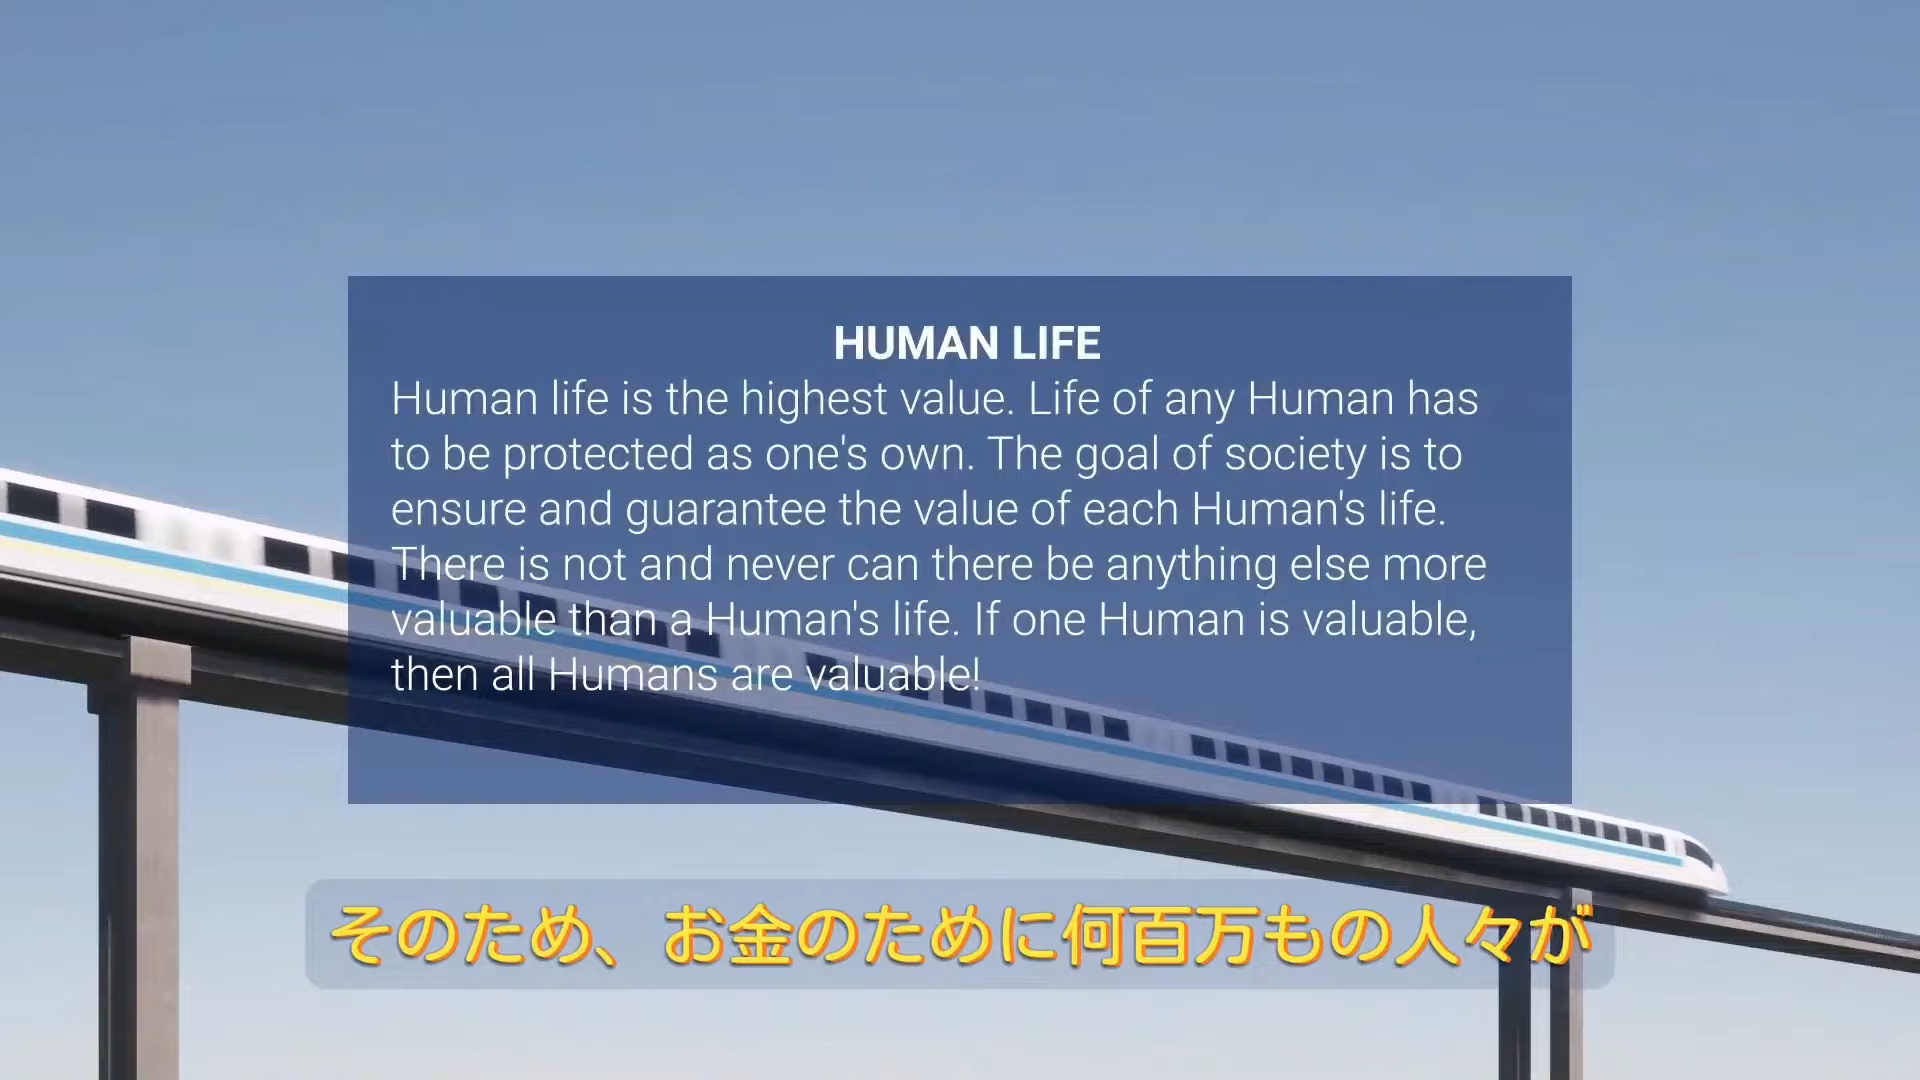 HUMAN LIFE
Human life is the highest value. Life of any Human has
to be protected as one's own. The goal of society is to
ensure and guarantee the value of each Human's life.
There is not and never can there be anything else more
valuable than a Human's life. If one Human is valuable,
then all Humans are valuable!
そのため、お金のために何百万もの人々が